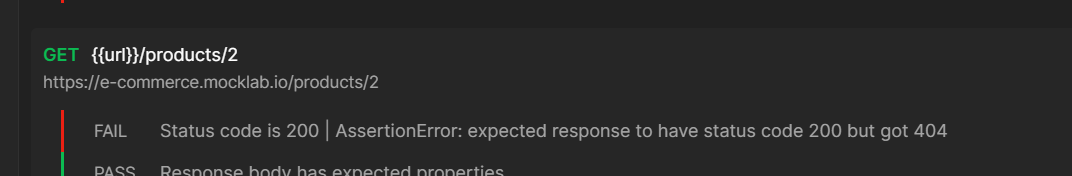 GET {{url}}/products/2
https://e-commerce.mocklab.io/products/2
FAIL Status code is 200 | AssertionError: expected response to have status code 200 but got 404
PASS Response body has expected properties